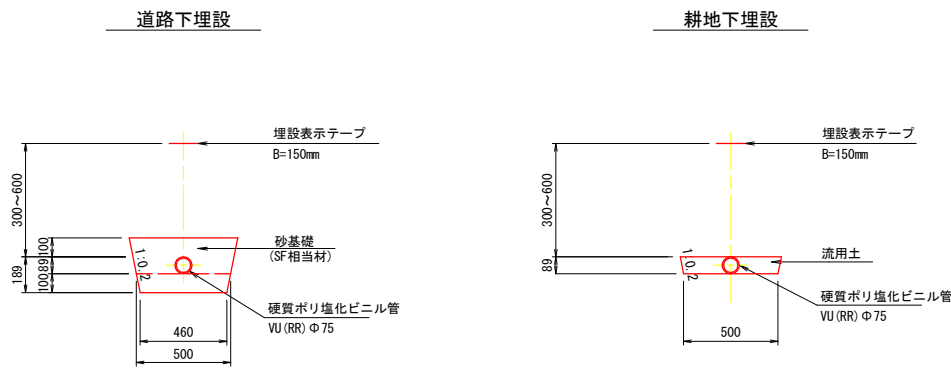 道路下埋設
埋設表示テープ
B=150mm
300～600
100
89
100
189
1:0.2
砂基礎
(SF相当材)
硬質ポリ塩化ビニル管
VU(RR)Φ75
460
500
耕地下埋設
埋設表示テープ
B=150mm
300～600
89
1:0.2
流用土
硬質ポリ塩化ビニル管
VU(RR)Φ75
500